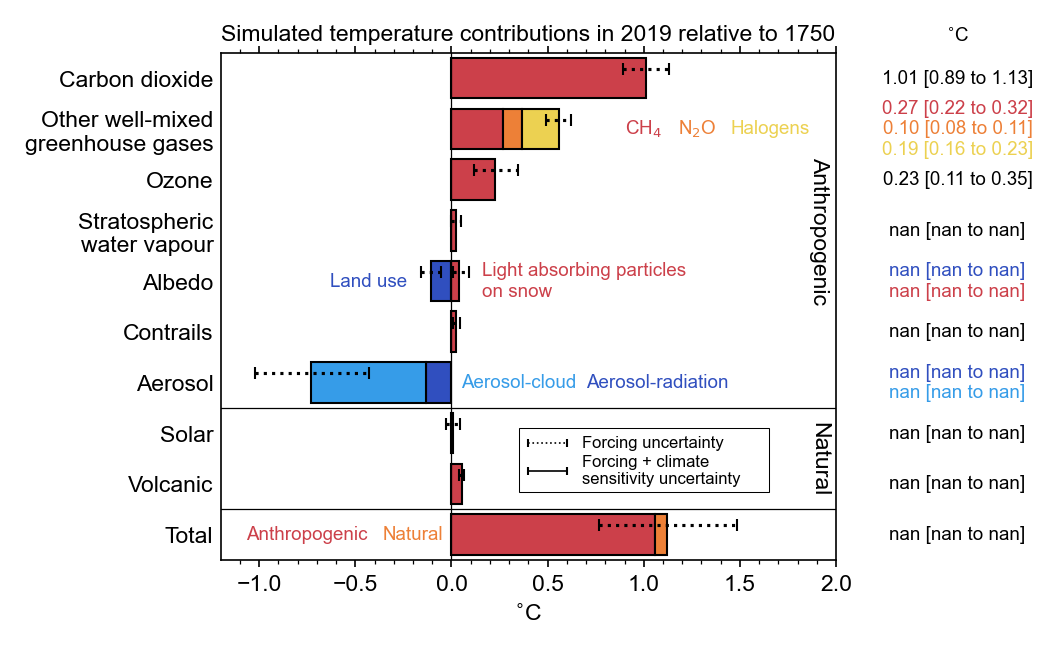 Simulated temperature contributions in 2019 relative to 1750
˚C
Carbon dioxide
1.01 [0.89 to 1.13]
Other well-mixed
greenhouse gases
CH₄ N₂O Halogens
0.27 [0.22 to 0.32]
0.10 [0.08 to 0.11]
0.19 [0.16 to 0.23]
Ozone
0.23 [0.11 to 0.35]
Anthropogenic
Stratospheric
water vapour
nan [nan to nan]
Albedo
Land use
Light absorbing particles
on snow
nan [nan to nan]
nan [nan to nan]
Contrails
nan [nan to nan]
Aerosol
Aerosol-cloud Aerosol-radiation
nan [nan to nan]
nan [nan to nan]
Solar
nan [nan to nan]
Natural
Forcing uncertainty
Forcing + climate
sensitivity uncertainty
Volcanic
nan [nan to nan]
Total
Anthropogenic Natural
nan [nan to nan]
−1.0 −0.5 0.0 0.5 1.0 1.5 2.0
˚C